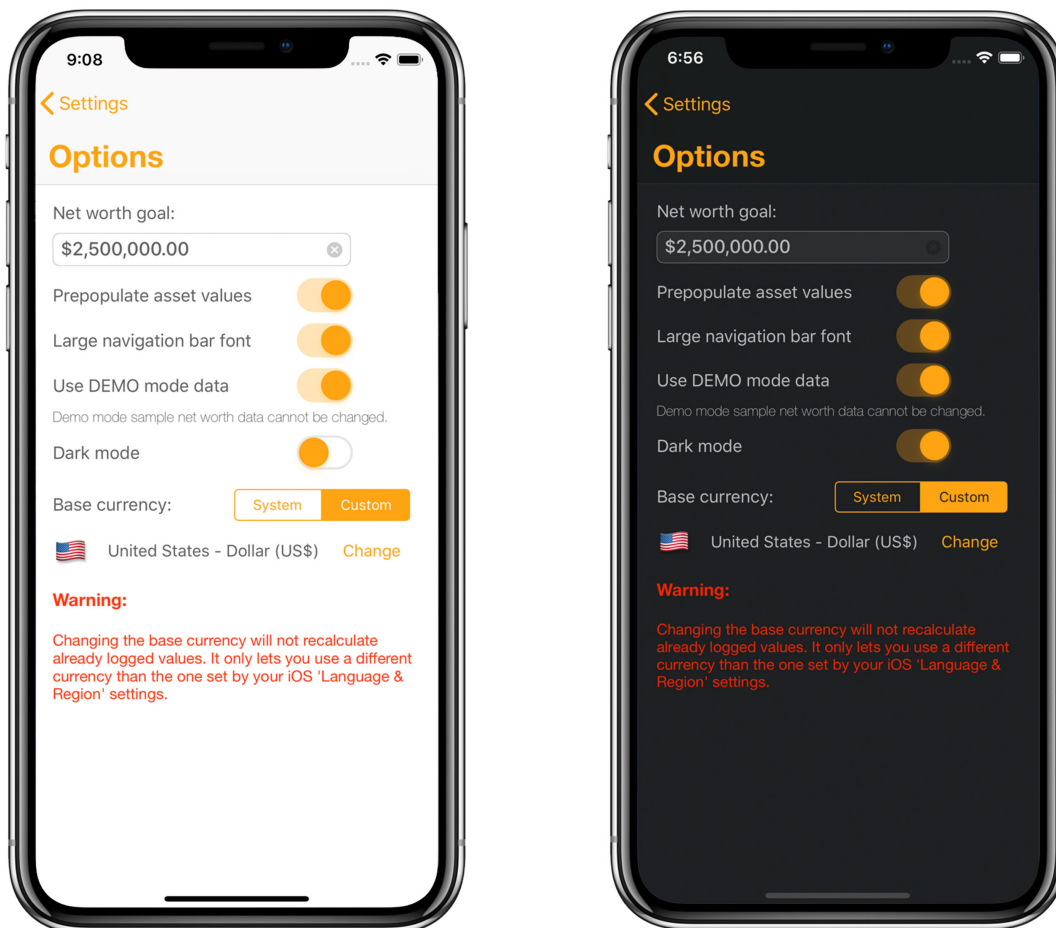 9:08
Settings
Options
Net worth goal:
$2,500,000.00
Prepopulate asset values
Large navigation bar font
Use DEMO mode data
Demo mode sample net worth data cannot be changed.
Dark mode
Base currency: System Custom
United States - Dollar (US$) Change
Warning:
Changing the base currency will not recalculate
already logged values. It only lets you use a different
currency than the one set by your iOS 'Language &
Region' settings.
6:56
Settings
Options
Net worth goal:
$2,500,000.00
Prepopulate asset values
Large navigation bar font
Use DEMO mode data
Demo mode sample net worth data cannot be changed.
Dark mode
Base currency: System Custom
United States - Dollar (US$) Change
Warning:
Changing the base currency will not recalculate
already logged values. It only lets you use a different
currency than the one set by your iOS 'Language &
Region' settings.